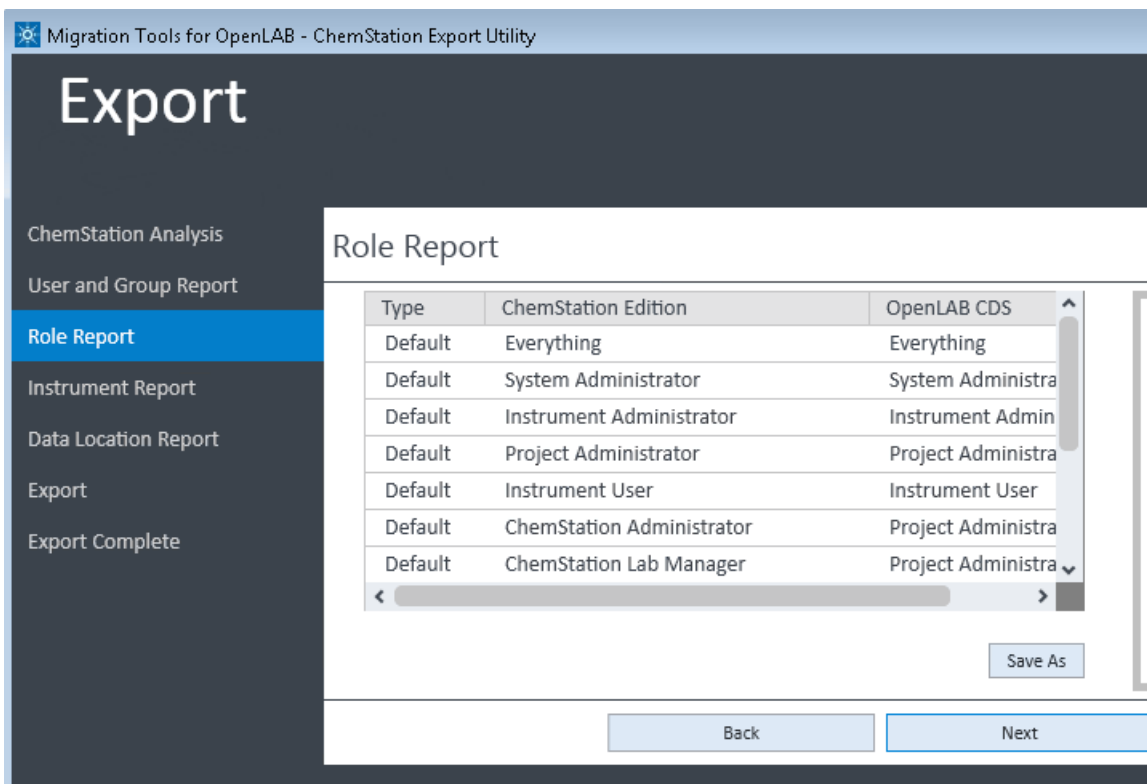 Migration Tools for OpenLAB - ChemStation Export Utility
Export
ChemStation Analysis
User and Group Report
Role Report
Instrument Report
Data Location Report
Export
Export Complete
Role Report
Type ChemStation Edition OpenLAB CDS
Default Everything Everything
Default System Administrator System Administra
Default Instrument Administrator Instrument Admin
Default Project Administrator Project Administra
Default Instrument User Instrument User
Default ChemStation Administrator Project Administra
Default ChemStation Lab Manager Project Administra
Save As
Back Next